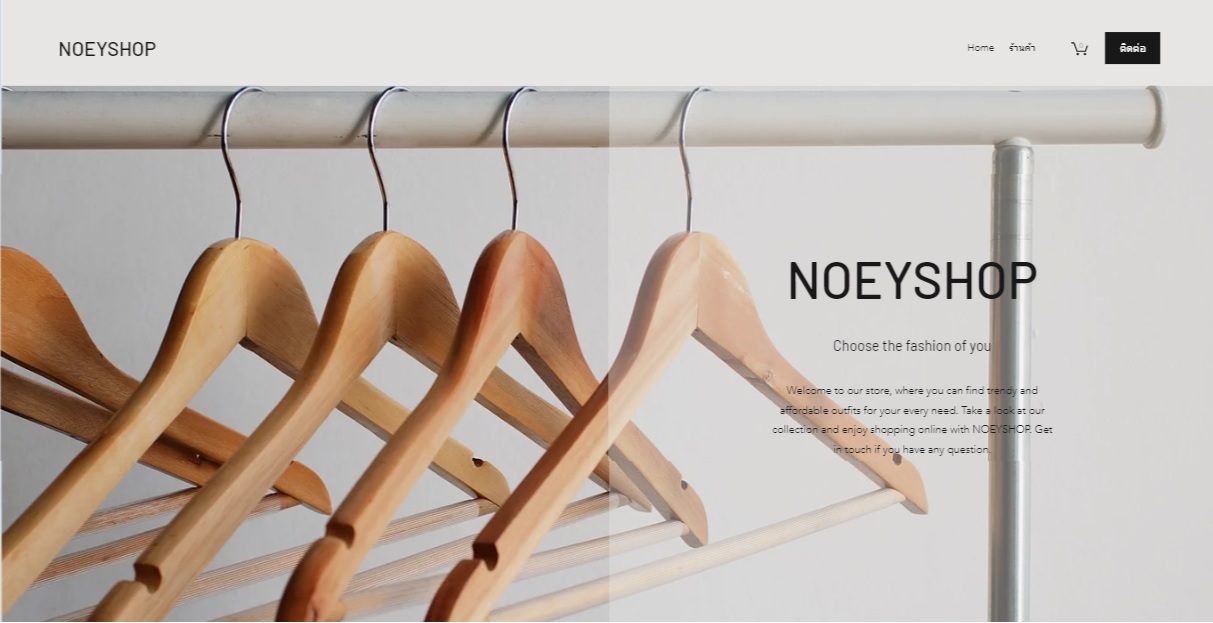 NOEYSHOP
Home ร้านค้า
ติดต่อ
NOEYSHOP
Choose the fashion of you
Welcome to our store, where you can find trendy and
affordable outfits for your every need. Take a look at our
collection and enjoy shopping online with NOEYSHOP. Get
in touch if you have any question.